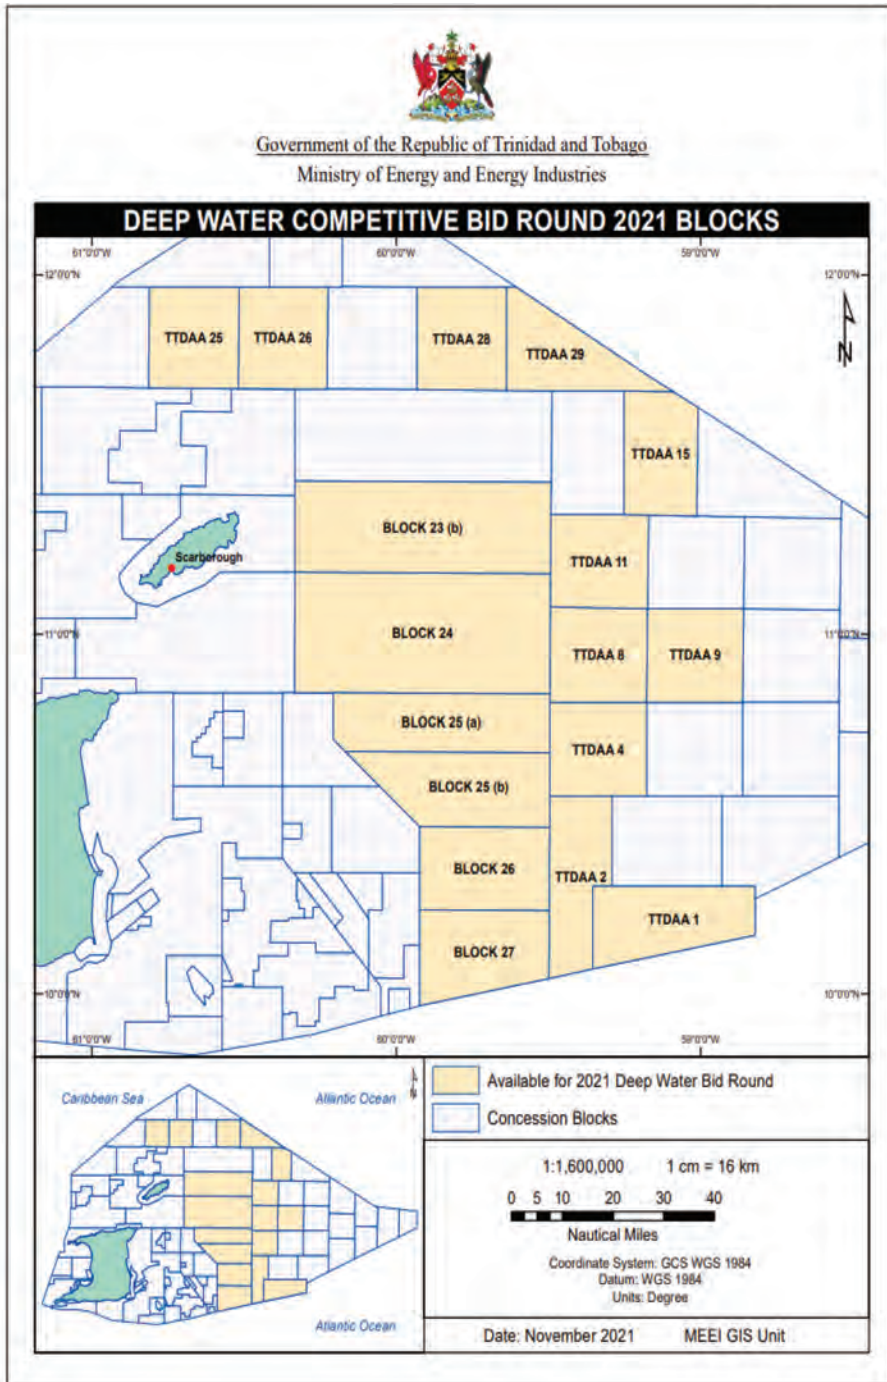 Government of the Republic of Trinidad and Tobago
Ministry of Energy and Energy Industries
DEEP WATER COMPETITIVE BID ROUND 2021 BLOCKS
61°0'0"W 60°0'0"W 59°0'0"W
12°0'0"N 12°0'0"N
TTDAA 25 TTDAA 26 TTDAA 28 TTDAA 29
N
TTDAA 15
BLOCK 23 (b)
TTDAA 11
Scarborough
BLOCK 24
11°0'0"N 11°0'0"N
TTDAA 8 TTDAA 9
BLOCK 25 (a)
TTDAA 4
BLOCK 25 (b)
BLOCK 26
TTDAA 2
TTDAA 1
BLOCK 27
10°0'0"N 10°0'0"N
61°0'0"W 60°0'0"W 59°0'0"W
Caribbean Sea Atlantic Ocean
N
Atlantic Ocean
Available for 2021 Deep Water Bid Round
Concession Blocks
1:1,600,000 1 cm = 16 km
0 5 10 20 30 40
Nautical Miles
Coordinate System: GCS WGS 1984
Datum: WGS 1984
Units: Degree
Date: November 2021 MEEI GIS Unit